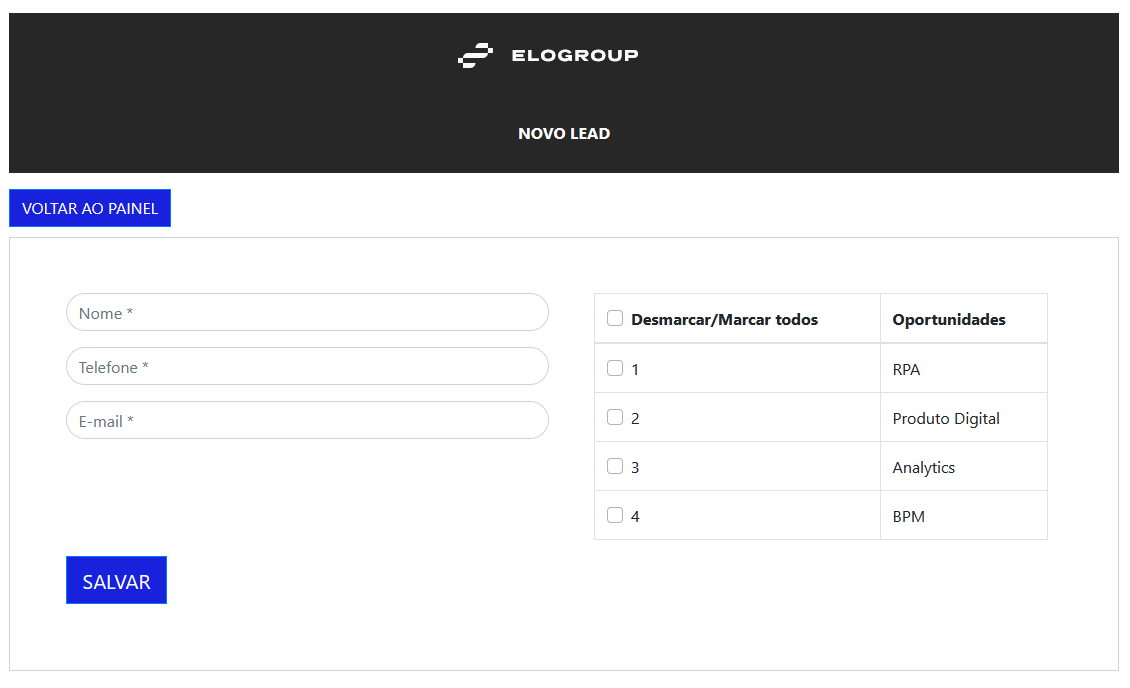 ELOGROUP
NOVO LEAD
VOLTAR AO PAINEL
Nome *
Telefone *
E-mail *
SALVAR
Desmarcar/Marcar todos Oportunidades
1 RPA
2 Produto Digital
3 Analytics
4 BPM